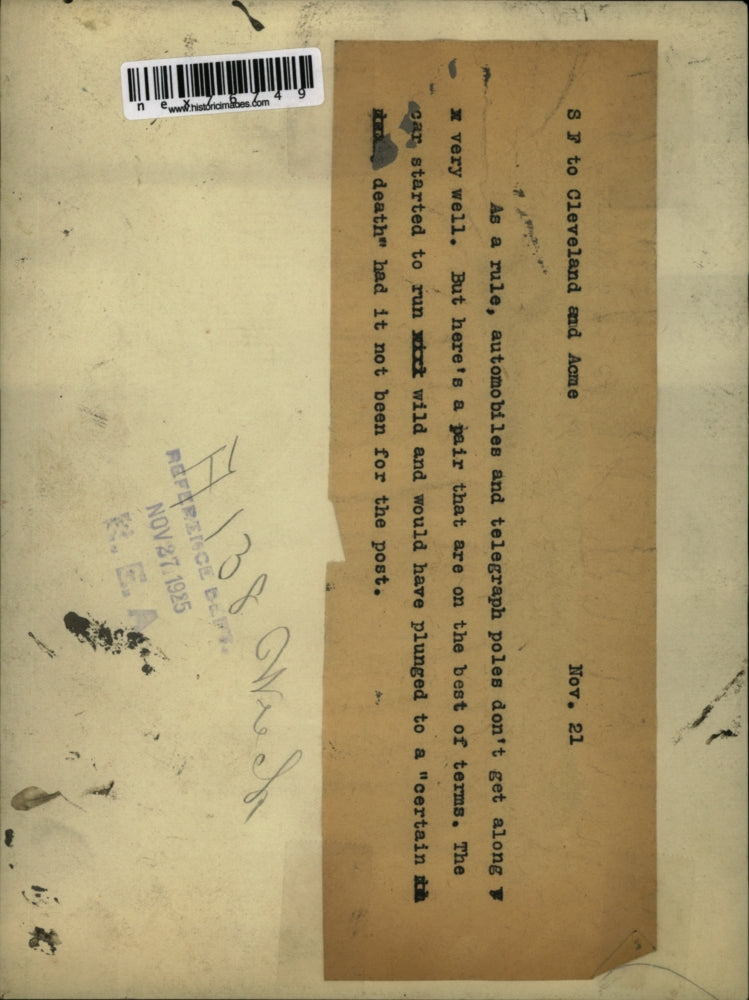 S F to Cleveland and Acme Nov. 21
As a rule, automobiles and telegraph poles don't get along
very well. But here's a pair that are on the best of terms. The
car started to run wild and would have plunged to a "certain
death" had it not been for the post.
REFERENCE DEPT.
NOV 27 1925
N. E. A.
nex76749
www.historicimages.com